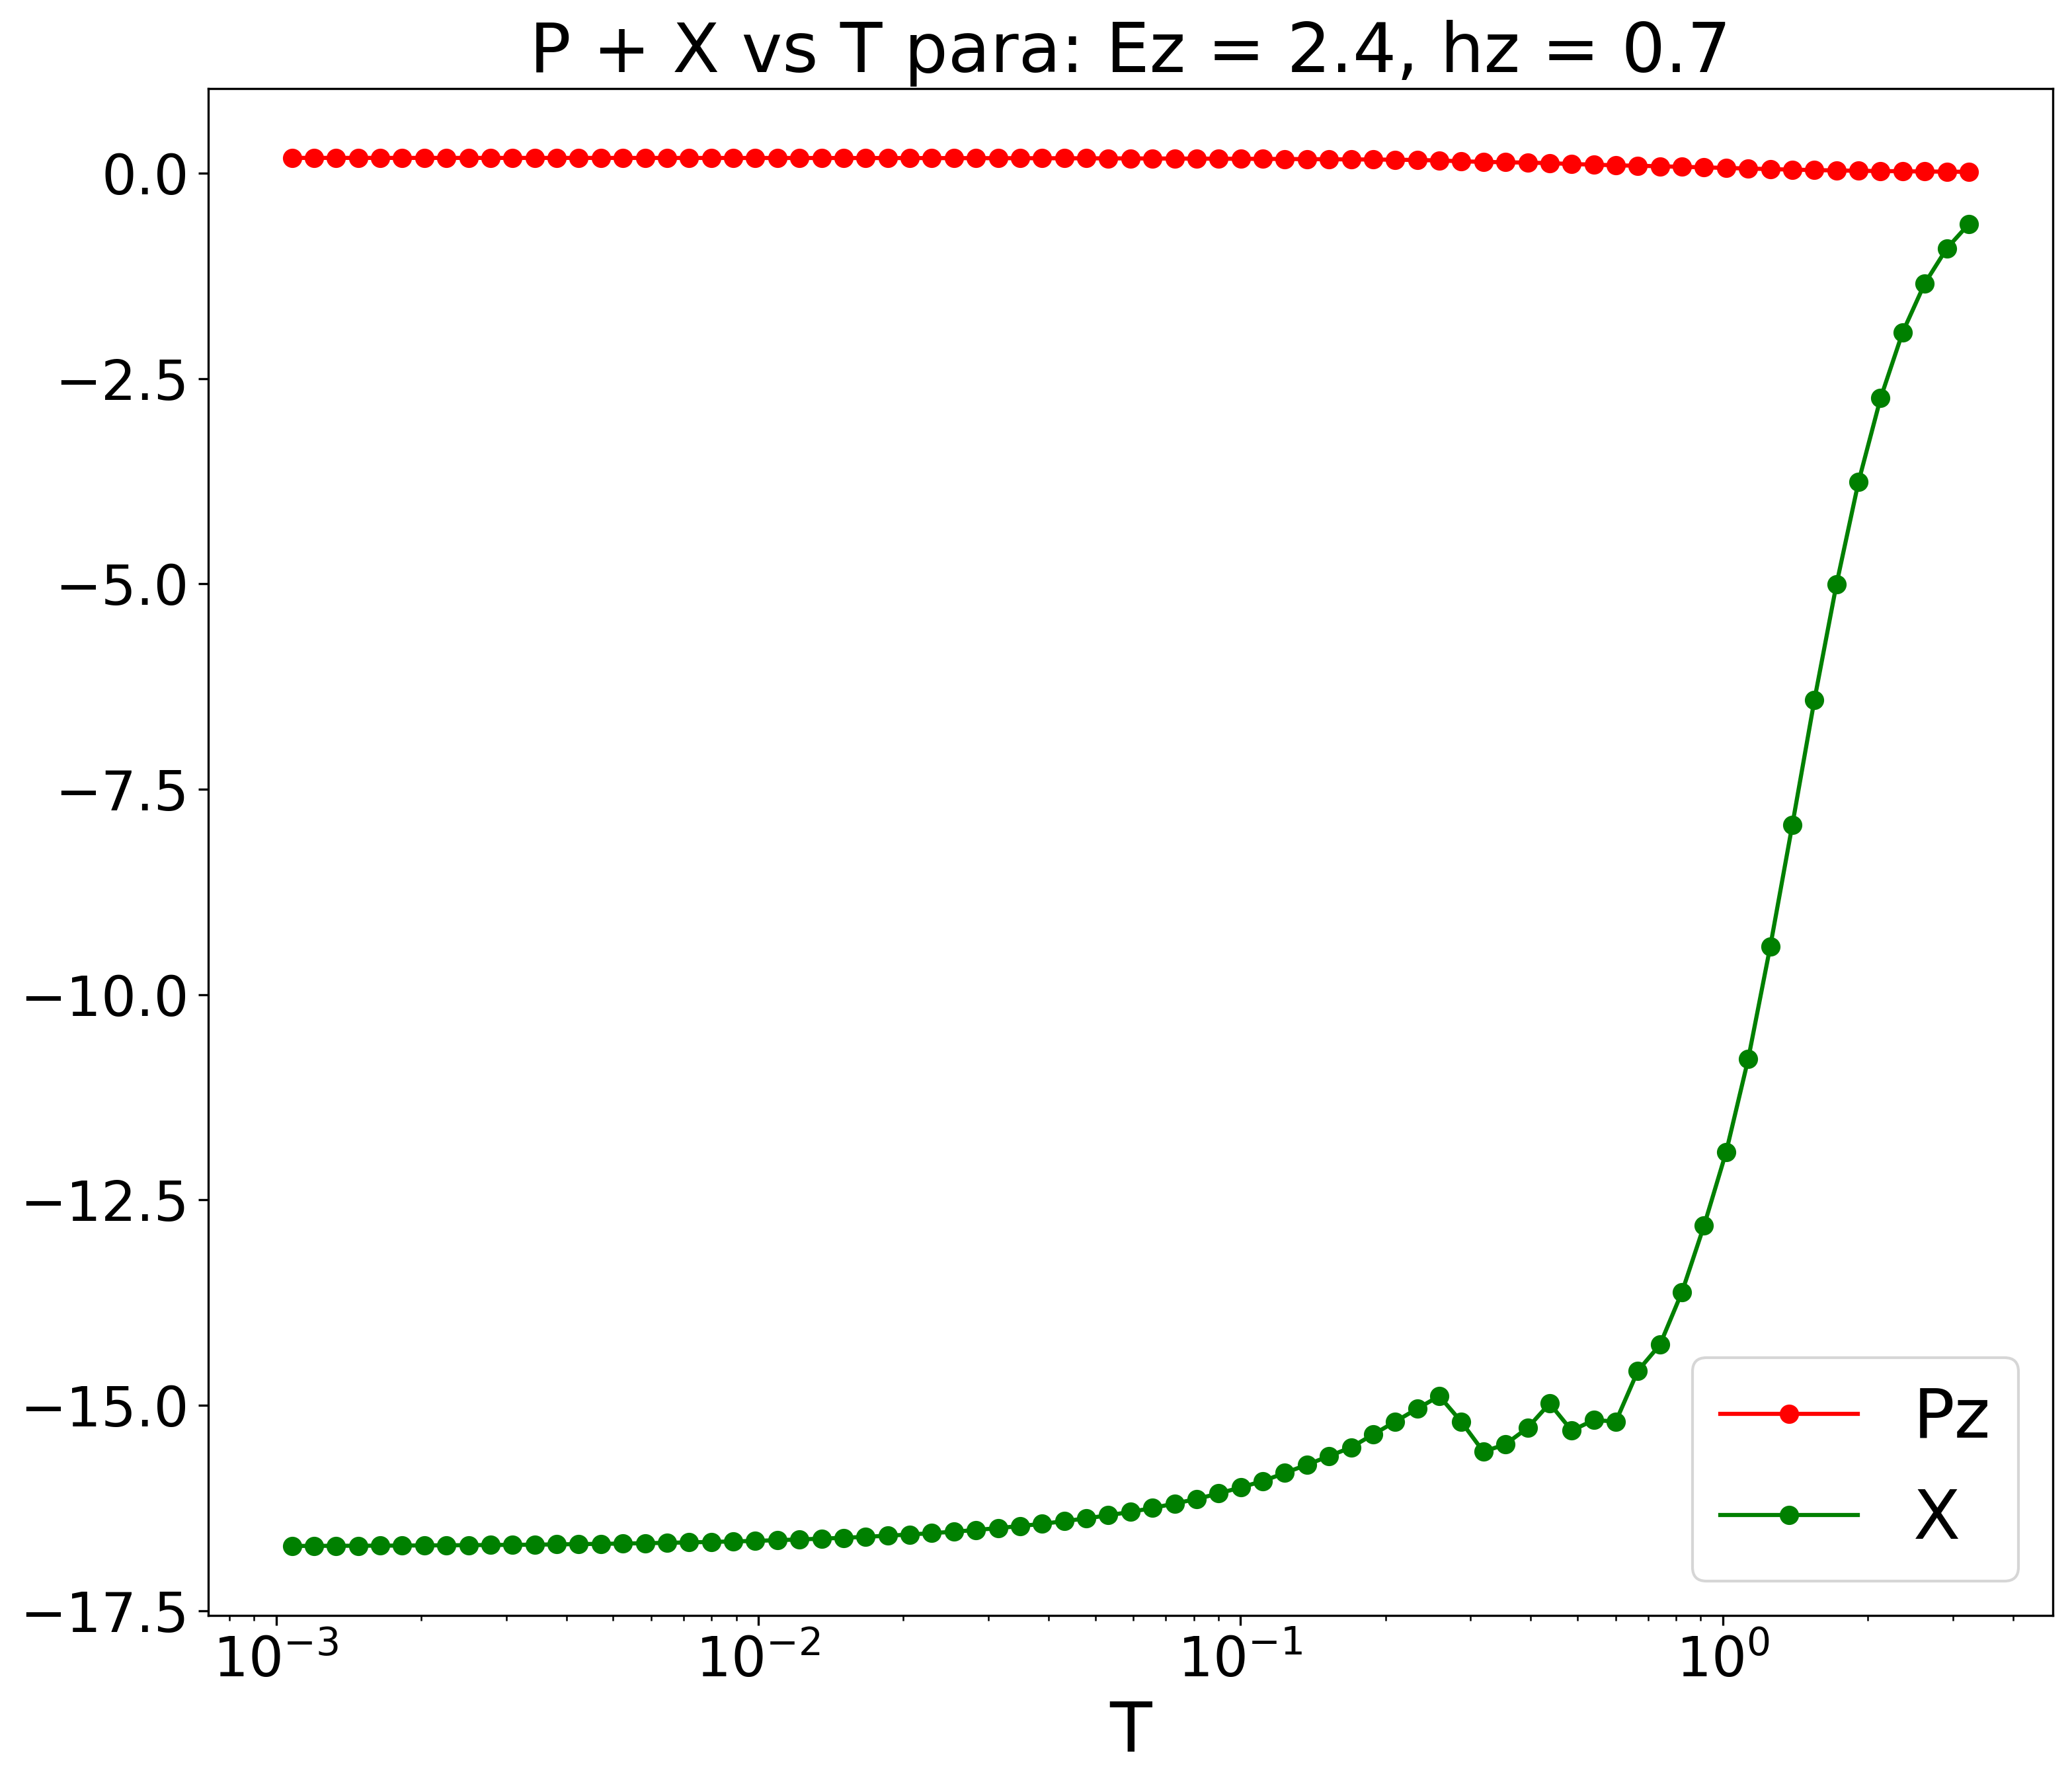 P + X vs T para: Ez = 2.4, hz = 0.7
0.0
−2.5
−5.0
−7.5
−10.0
−12.5
−15.0
−17.5
Pz
X
10⁻³ 10⁻² 10⁻¹ 10⁰
T